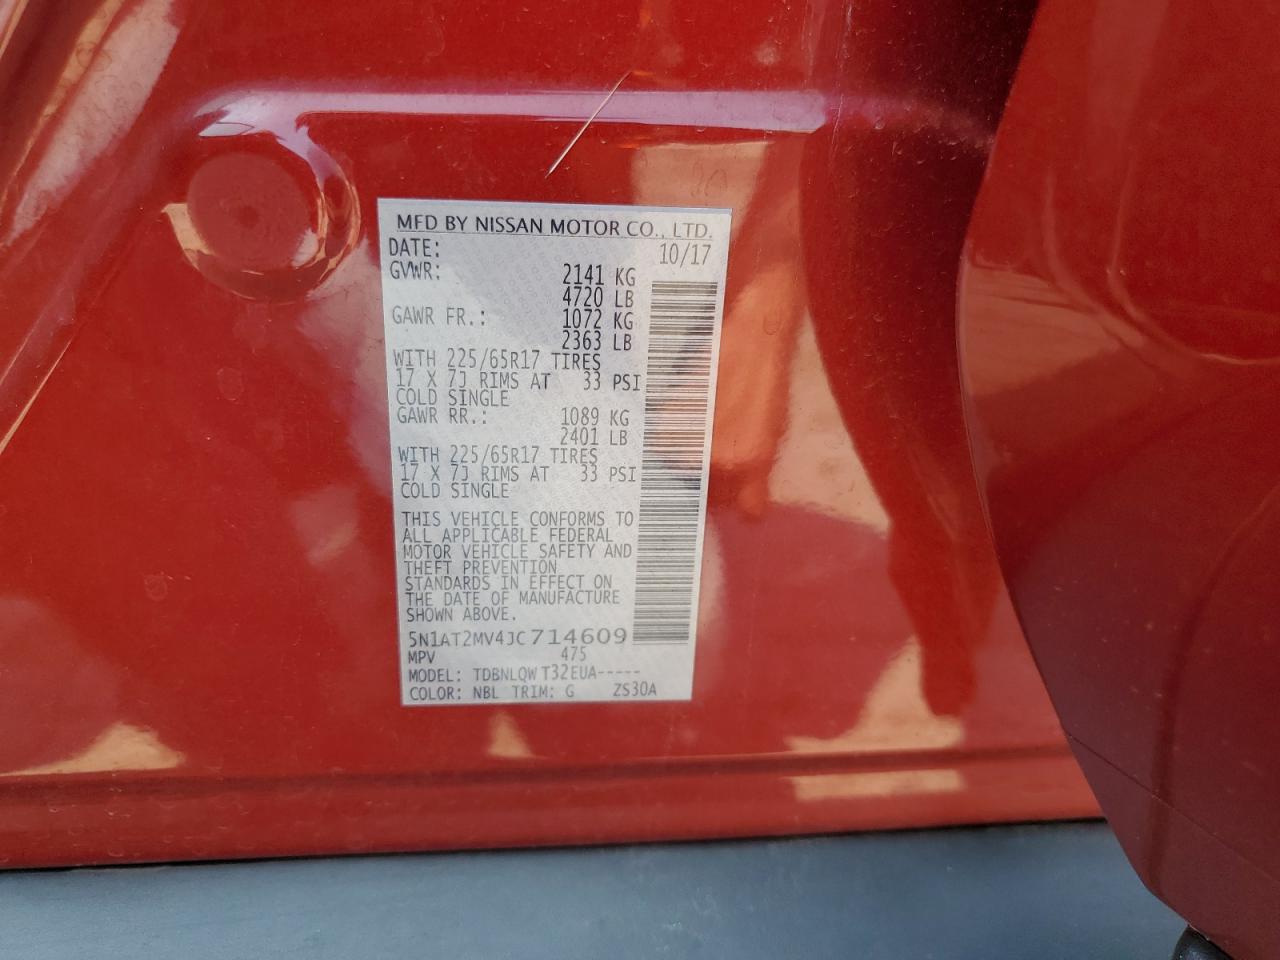 MFD BY NISSAN MOTOR CO., LTD.
DATE: 10/17
GVWR: 2141 KG
4720 LB
GAWR FR.: 1072 KG
2363 LB
WITH 225/65R17 TIRES
17 X 7J RIMS AT 33 PSI
COLD SINGLE
GAWR RR.: 1089 KG
2401 LB
WITH 225/65R17 TIRES
17 X 7J RIMS AT 33 PSI
COLD SINGLE
THIS VEHICLE CONFORMS TO
ALL APPLICABLE FEDERAL
MOTOR VEHICLE SAFETY AND
THEFT PREVENTION
STANDARDS IN EFFECT ON
THE DATE OF MANUFACTURE
SHOWN ABOVE.
5N1AT2MV4JC714609
MPV 475
MODEL: TDBNLQW T32EUA-----
COLOR: NBL TRIM: G ZS30A